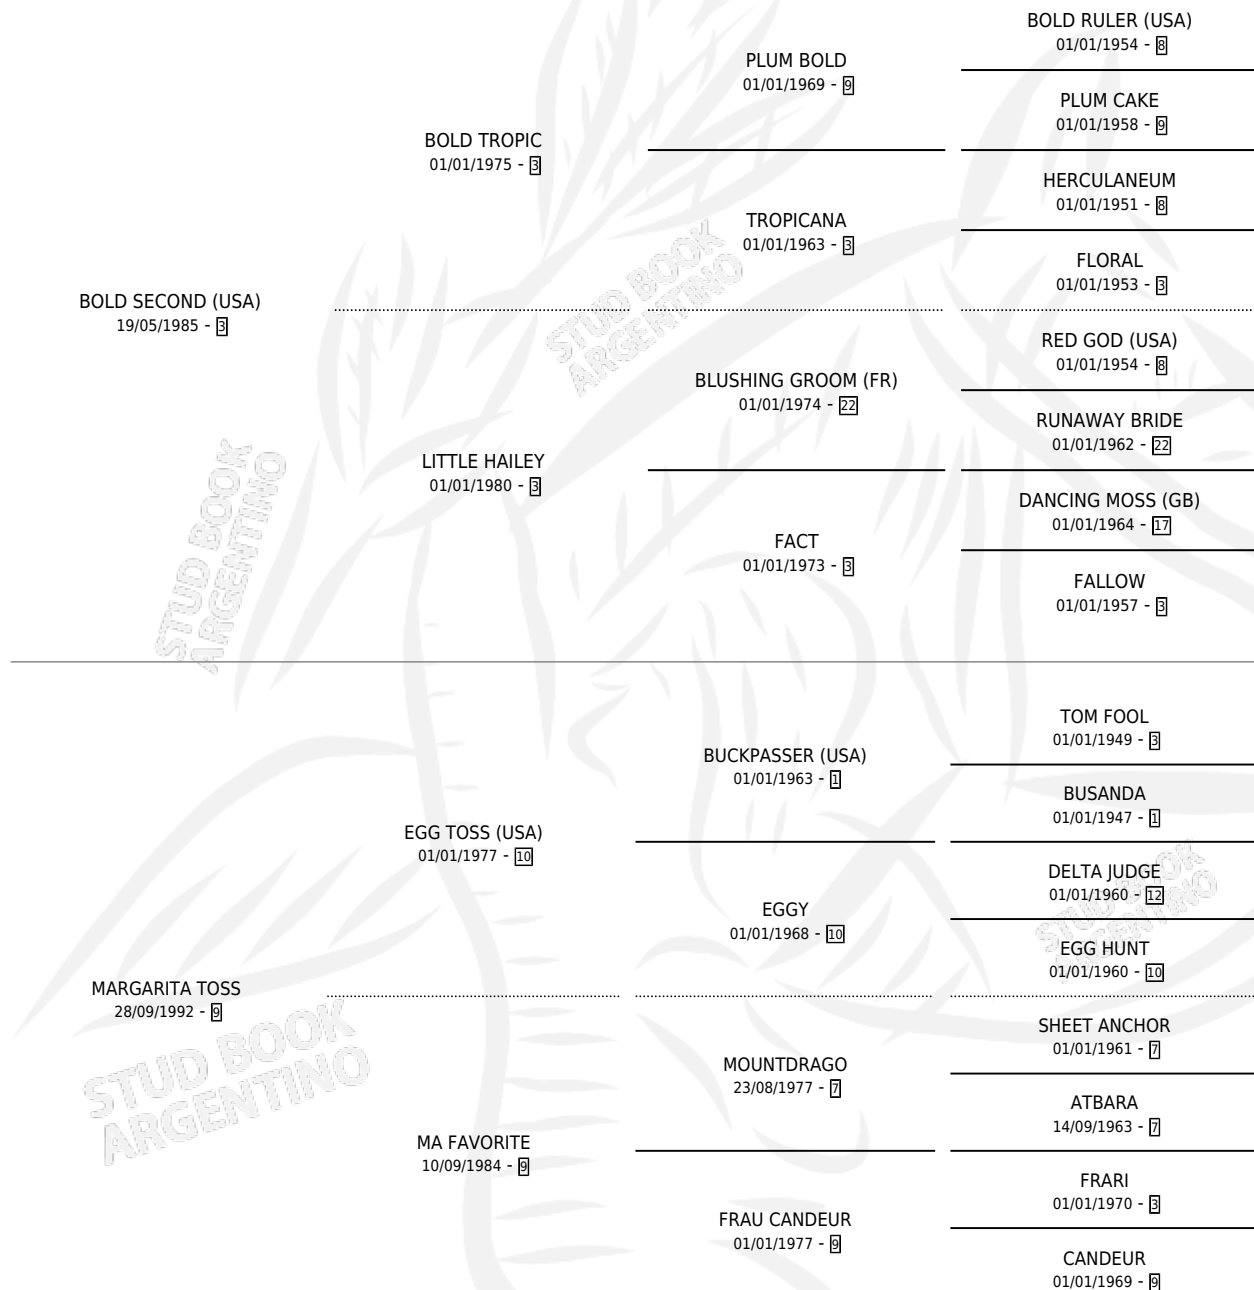 BOLD RULER (USA)
01/01/1954 - 8
PLUM BOLD
01/01/1969 - 9
PLUM CAKE
01/01/1958 - 9
BOLD TROPIC
01/01/1975 - 3
HERCULANEUM
01/01/1951 - 8
TROPICANA
01/01/1963 - 3
FLORAL
01/01/1953 - 3
BOLD SECOND (USA)
19/05/1985 - 3
RED GOD (USA)
01/01/1954 - 8
BLUSHING GROOM (FR)
01/01/1974 - 22
RUNAWAY BRIDE
01/01/1962 - 22
LITTLE HAILEY
01/01/1980 - 3
DANCING MOSS (GB)
01/01/1964 - 17
FACT
01/01/1973 - 3
FALLOW
01/01/1957 - 3
TOM FOOL
01/01/1949 - 3
BUCKPASSER (USA)
01/01/1963 - 1
BUSANDA
01/01/1947 - 1
EGG TOSS (USA)
01/01/1977 - 10
DELTA JUDGE
01/01/1960 - 12
EGGY
01/01/1968 - 10
EGG HUNT
01/01/1960 - 10
MARGARITA TOSS
28/09/1992 - 9
SHEET ANCHOR
01/01/1961 - 7
MOUNTDRAGO
23/08/1977 - 7
ATBARA
14/09/1963 - 7
MA FAVORITE
10/09/1984 - 9
FRARI
01/01/1970 - 3
FRAU CANDEUR
01/01/1977 - 9
CANDEUR
01/01/1969 - 9
STUD BOOK
ARGENTINO
STUD BOOK
ARGENTINO
STUD BOOK
ARGENTINO
STUD BOOK
ARGENTINO